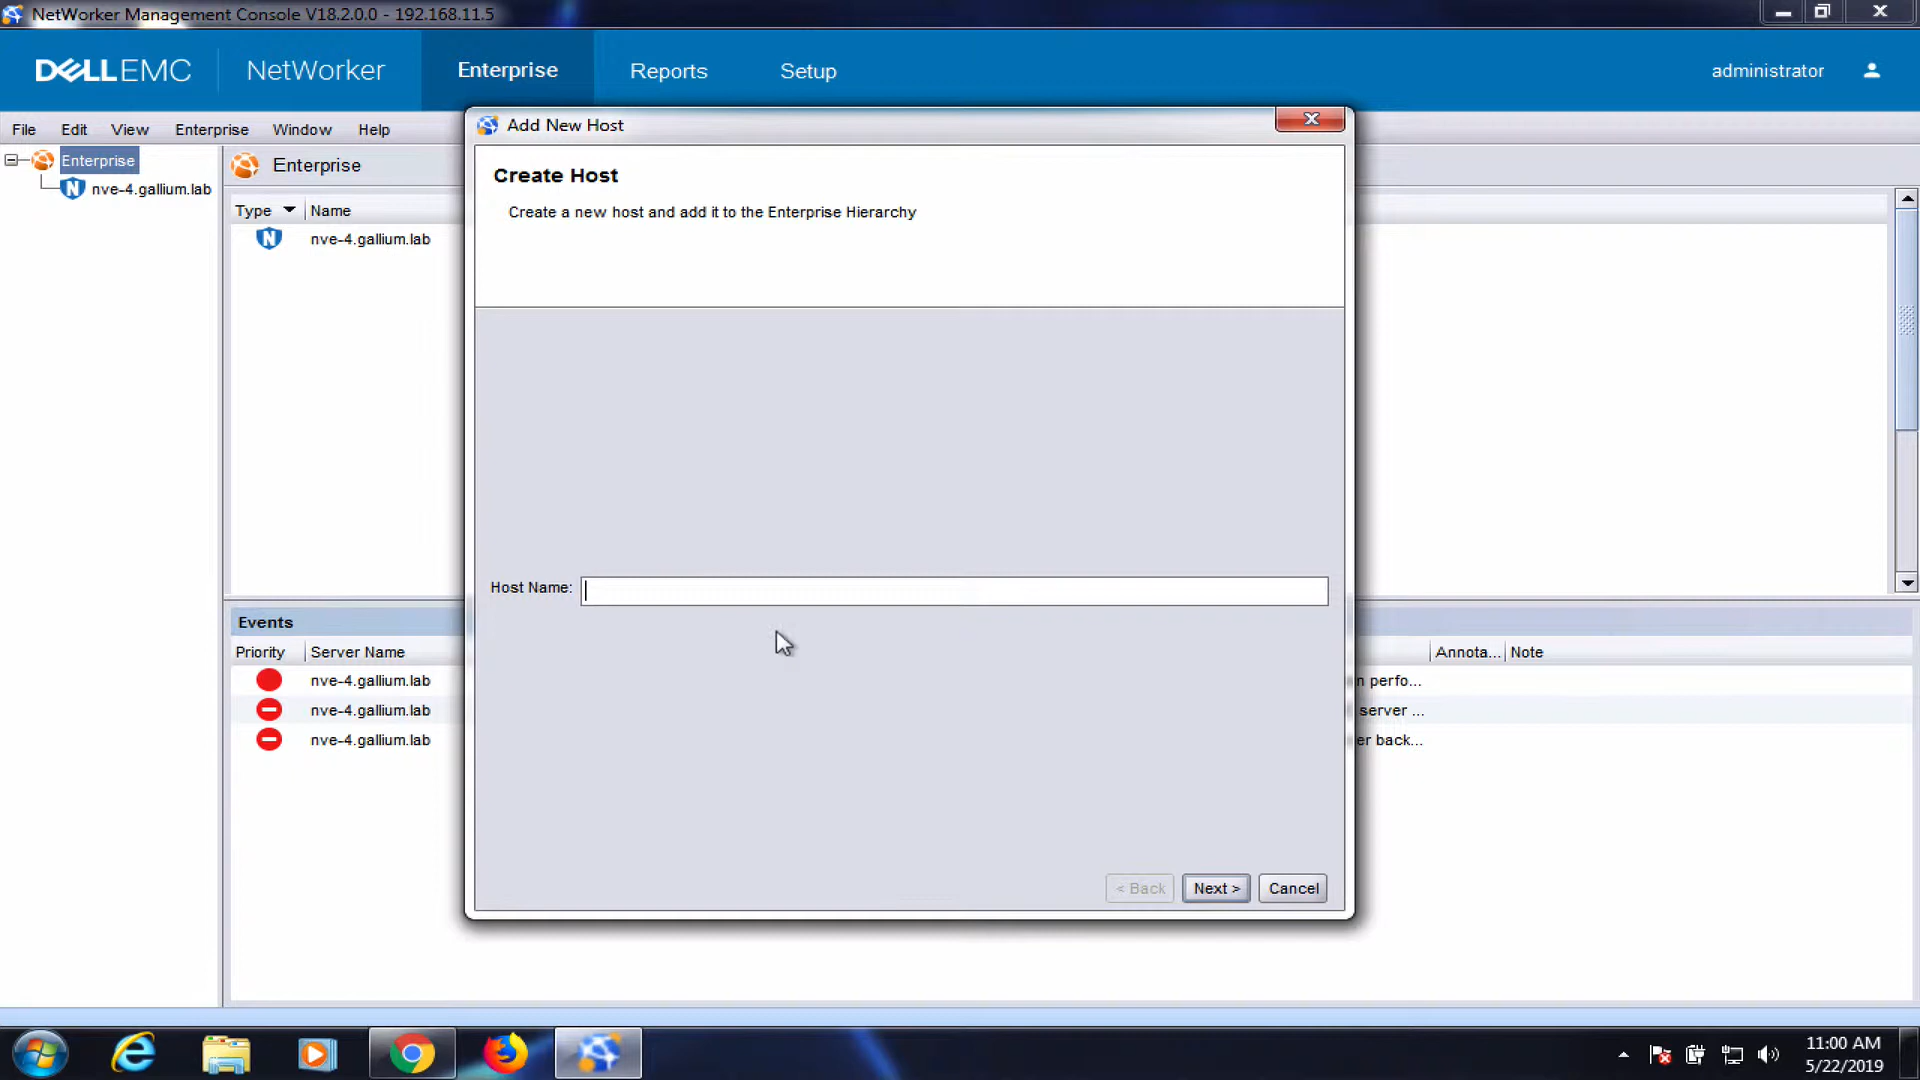 NetWorker Management Console V18.2.0.0 - 192.168.11.5
DELLEMC NetWorker Enterprise Reports Setup administrator
File Edit View Enterprise Window Help
Add New Host
Enterprise
nve-4.gallium.lab
Enterprise
Type Name
nve-4.gallium.lab
Create Host
Create a new host and add it to the Enterprise Hierarchy
Host Name:
< Back Next > Cancel
Events
Priority Server Name Annota... Note
nve-4.gallium.lab n perfo...
nve-4.gallium.lab server ...
nve-4.gallium.lab er back...
11:00 AM
5/22/2019